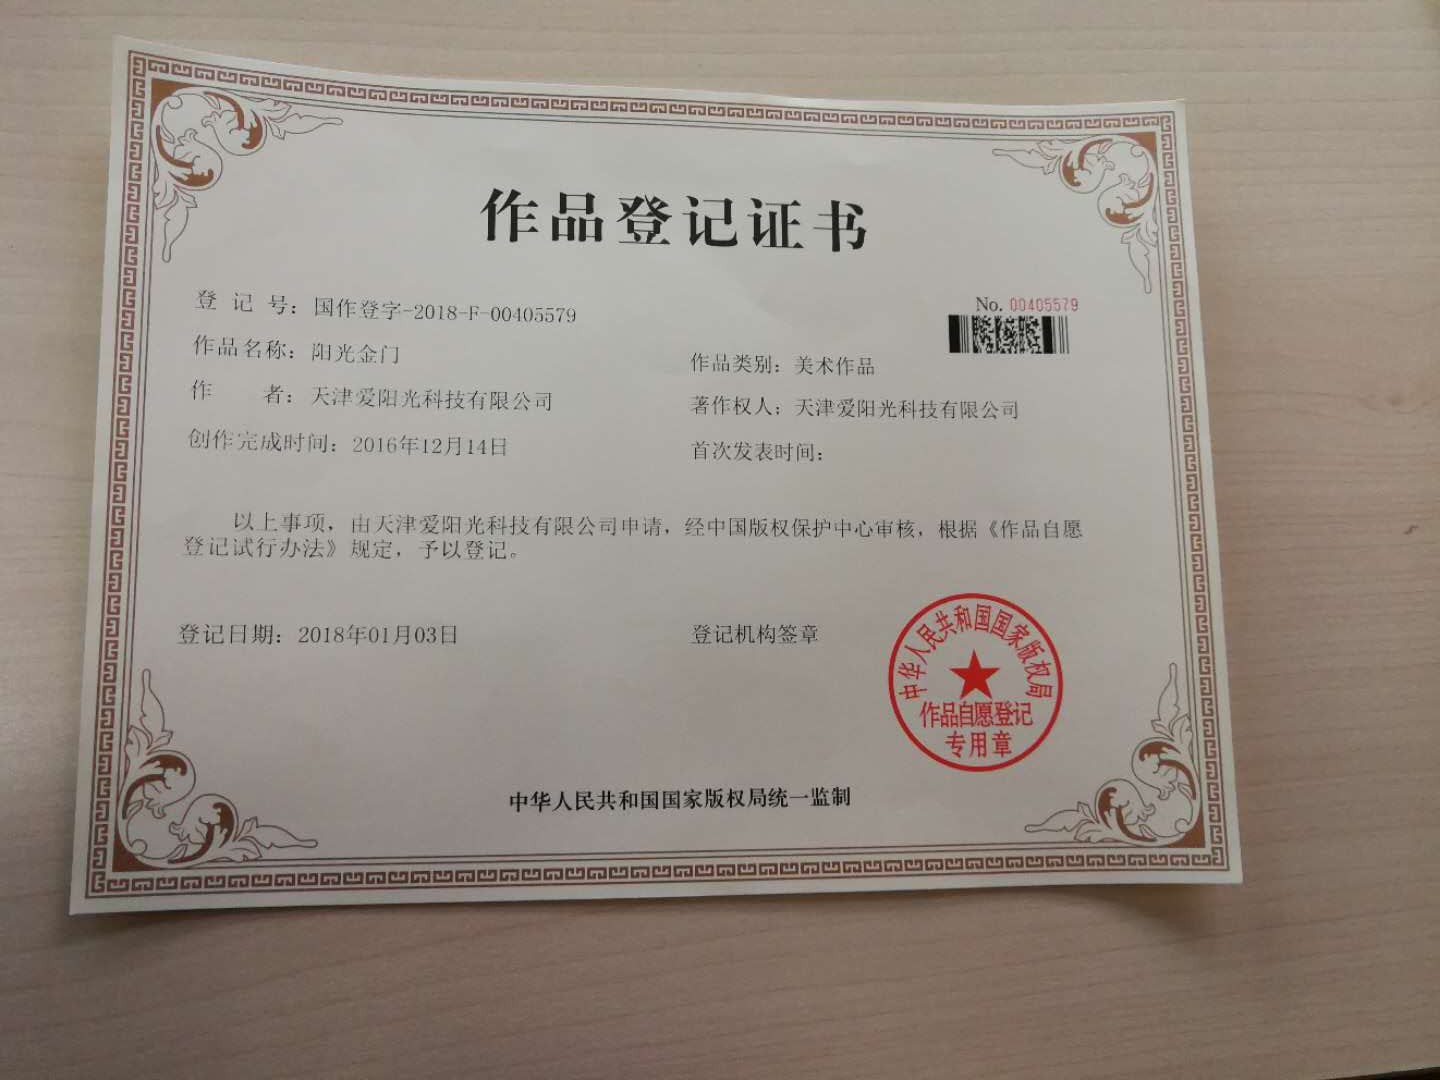 作品登记证书
No. 00405579
登 记 号：国作登字-2018-F-00405579
作品名称：阳光金门
作品类别：美术作品
作 者：天津爱阳光科技有限公司
著作权人：天津爱阳光科技有限公司
创作完成时间：2016年12月14日
首次发表时间：
以上事项，由天津爱阳光科技有限公司申请，经中国版权保护中心审核，根据《作品自愿
登记试行办法》规定，予以登记。
登记日期：2018年01月03日
登记机构签章
中华人民共和国国家版权局
作品自愿登记
专用章
中华人民共和国国家版权局统一监制